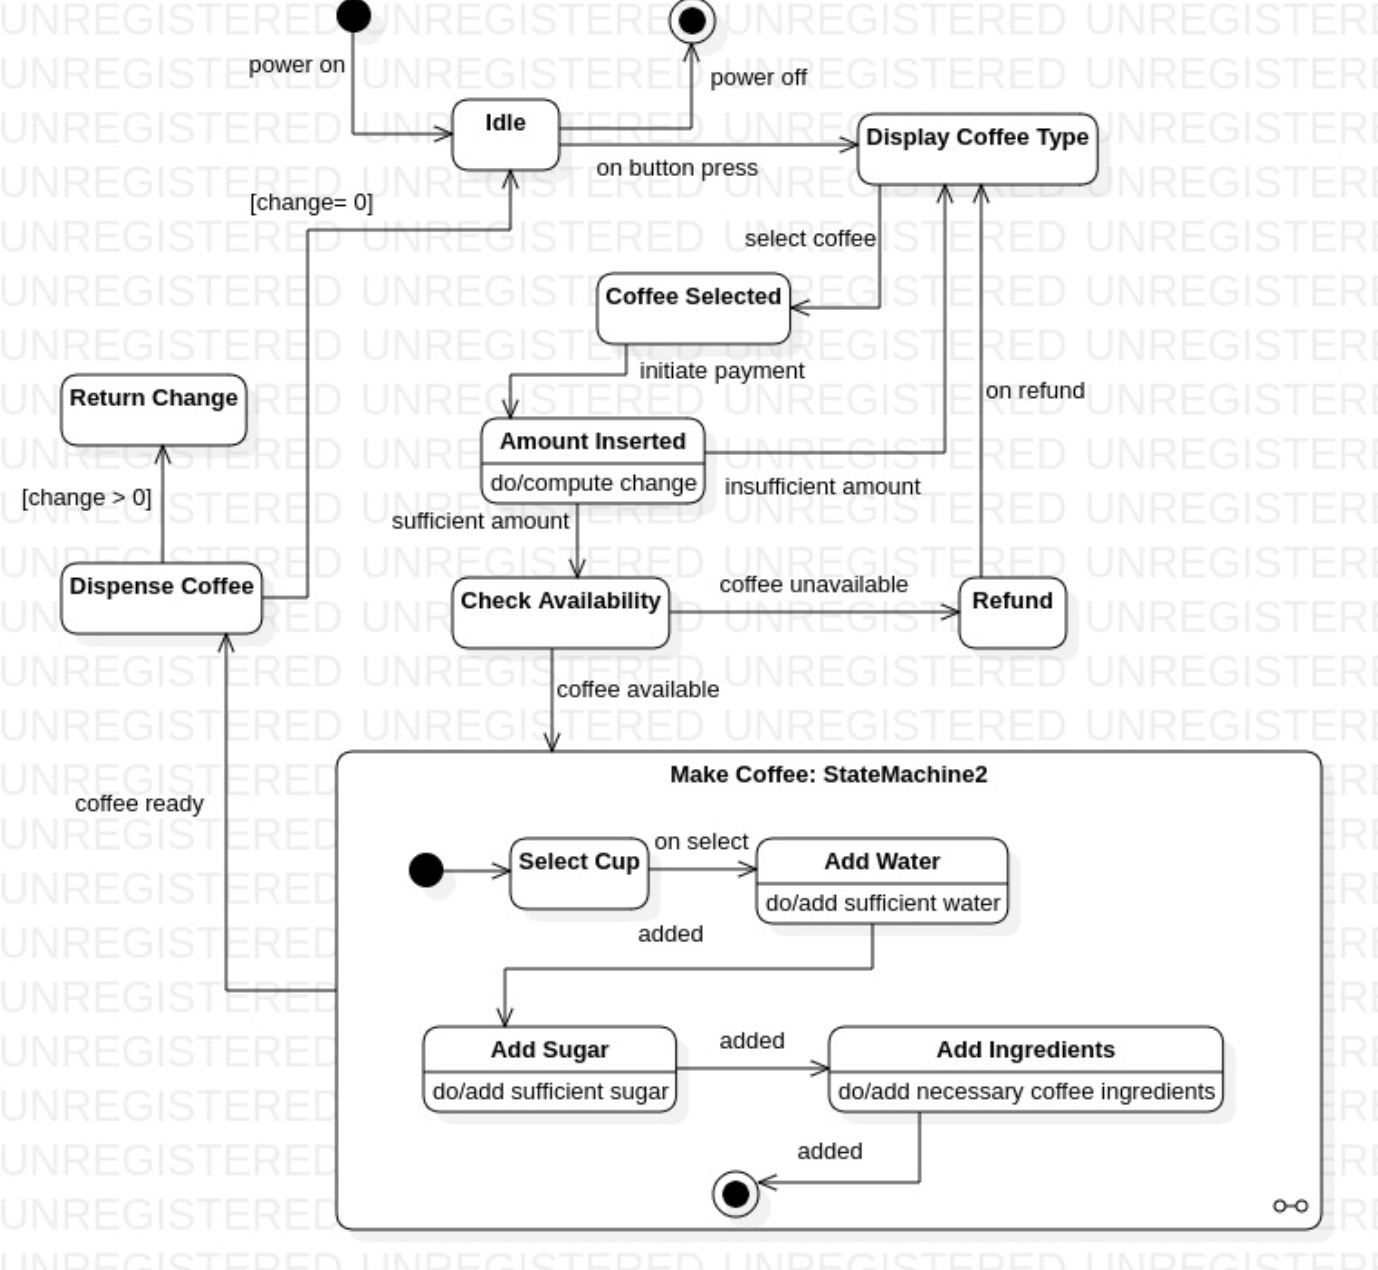 power on
power off
Idle
Display Coffee Type
on button press
[change= 0]
select coffee
Coffee Selected
initiate payment
Return Change
on refund
Amount Inserted
do/compute change
insufficient amount
[change > 0]
sufficient amount
Dispense Coffee
Check Availability
coffee unavailable
Refund
coffee available
Make Coffee: StateMachine2
coffee ready
on select
Select Cup
Add Water
do/add sufficient water
added
Add Sugar
do/add sufficient sugar
added
Add Ingredients
do/add necessary coffee ingredients
added
UNREGISTERED